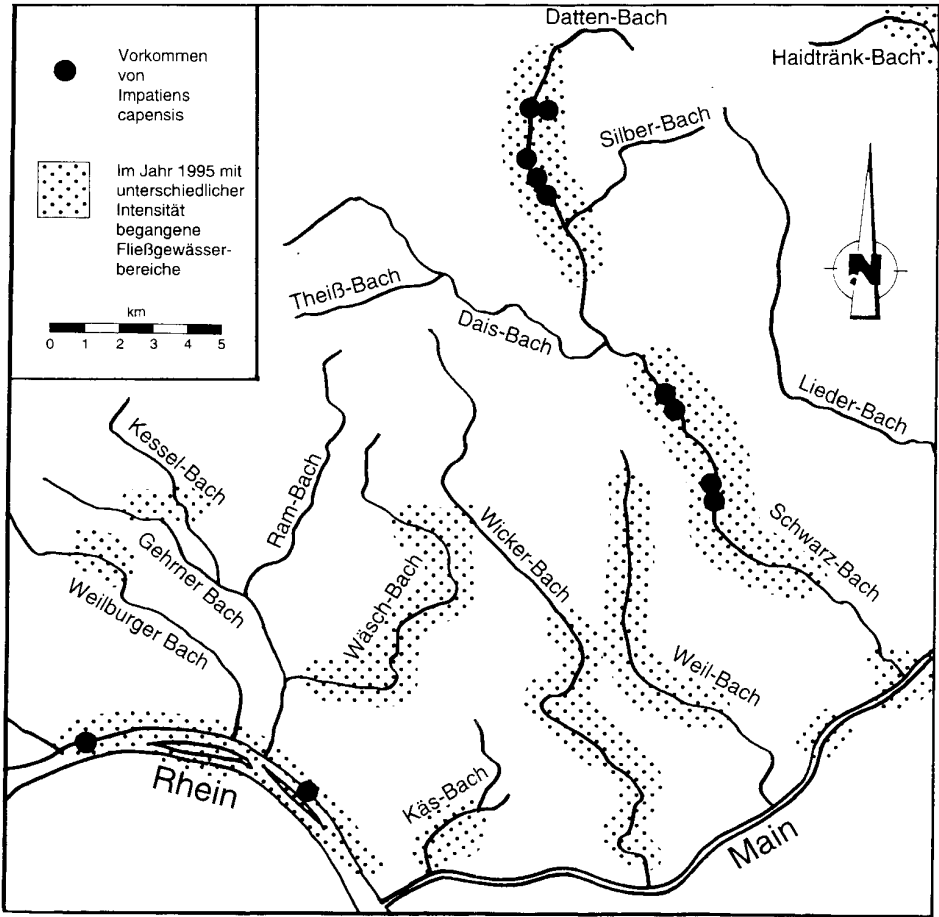 Vorkommen
von
Impatiens
capensis
Im Jahr 1995 mit
unterschiedlicher
Intensität
begangene
Fließgewässer-
bereiche
km
0 1 2 3 4 5
Datten-Bach
Haidtränk-Bach
Silber-Bach
N
Theiß-Bach
Dais-Bach
Lieder-Bach
Kessel-Bach
Ram-Bach
Gehrner Bach
Wicker-Bach
Schwarz-Bach
Weilburger Bach
Wäsch-Bach
Weil-Bach
Rhein
Käs-Bach
Main